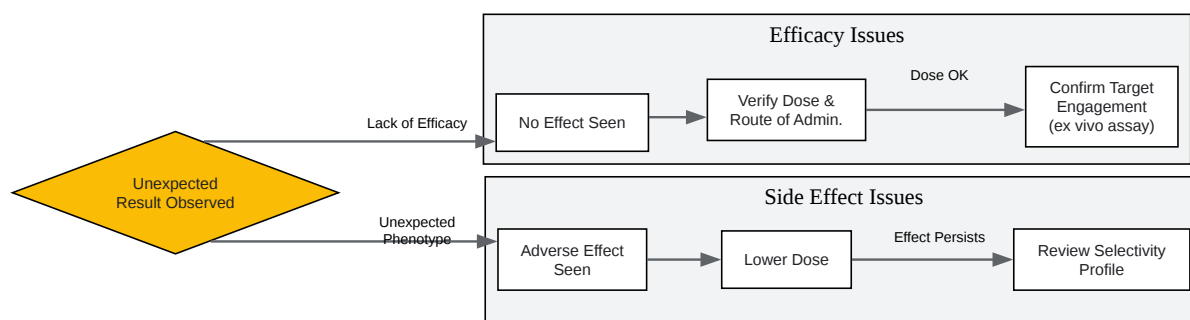 Efficacy Issues
Dose OK
Lack of Efficacy
No Effect Seen
Verify Dose &
Route of Admin.
Confirm Target
Engagement
(ex vivo assay)
Unexpected
Result Observed
Side Effect Issues
Unexpected
Phenotype
Adverse Effect
Seen
Lower Dose
Effect Persists
Review Selectivity
Profile